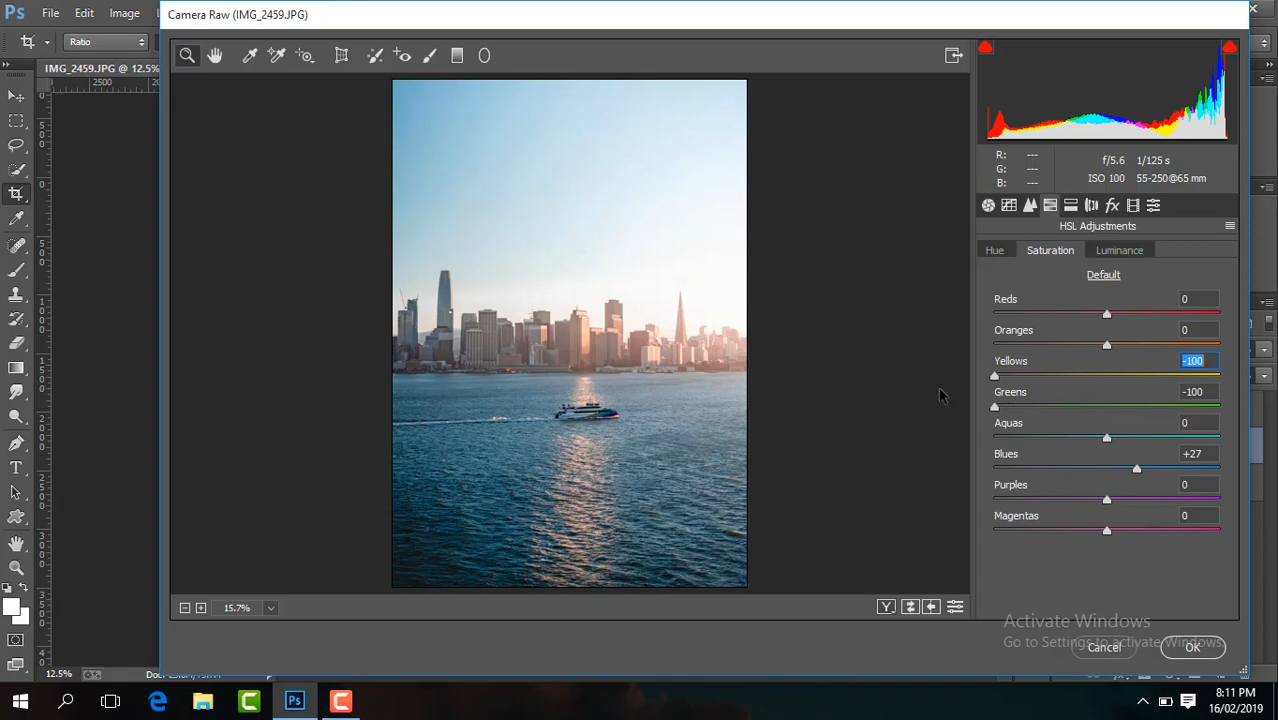 Ps File Edit Image
Camera Raw (IMG_2459.JPG)
Ratio
IMG_2459.JPG @ 12.5%
2500
f/5.6 1/125 s
ISO 100 55-250@65 mm
R: ---
G: ---
B: ---
fx
HSL Adjustments
Hue Saturation Luminance
Default
Reds 0
Oranges 0
Yellows -100
Greens -100
Aquas 0
Blues +27
Purples 0
Magentas 0
15.7%
Y
Activate Windows
Go to Settings to activate Windows.
Cancel OK
12.5%
Ps
8:11 PM
16/02/2019